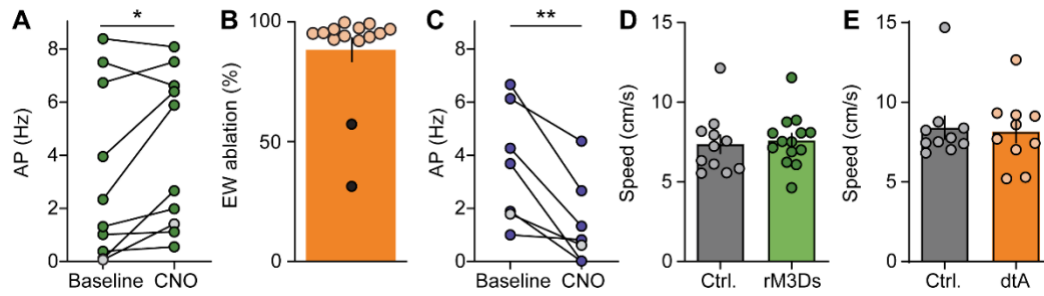 A
*
AP (Hz)
8
6
4
2
0
Baseline CNO
B
EW ablation (%)
100
50
0
C
**
AP (Hz)
8
6
4
2
0
Baseline CNO
D
Speed (cm/s)
15
10
5
0
Ctrl. rM3Ds
E
Speed (cm/s)
15
10
5
0
Ctrl. dtA